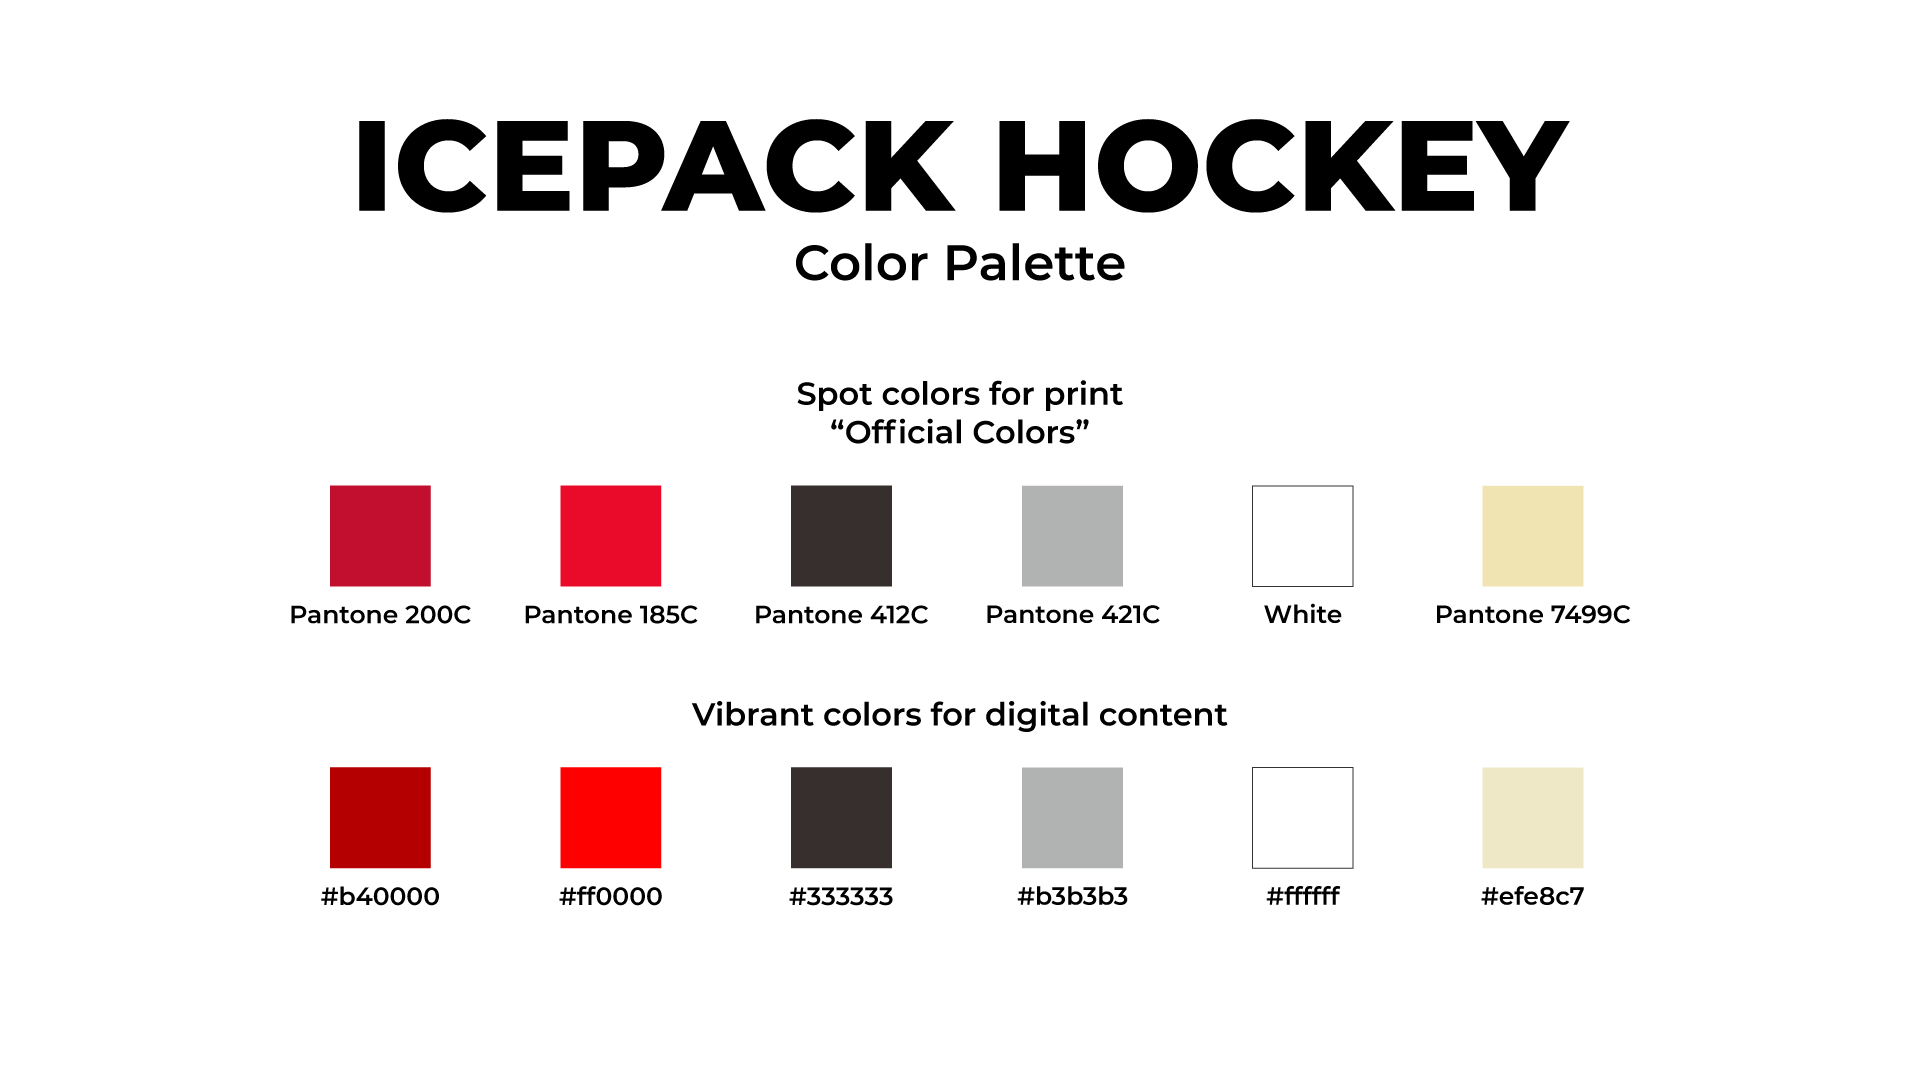 ICEPACK HOCKEY
Color Palette
Spot colors for print
“Official Colors”
Pantone 200C
Pantone 185C
Pantone 412C
Pantone 421C
White
Pantone 7499C
Vibrant colors for digital content
#b40000
#ff0000
#333333
#b3b3b3
#ffffff
#efe8c7